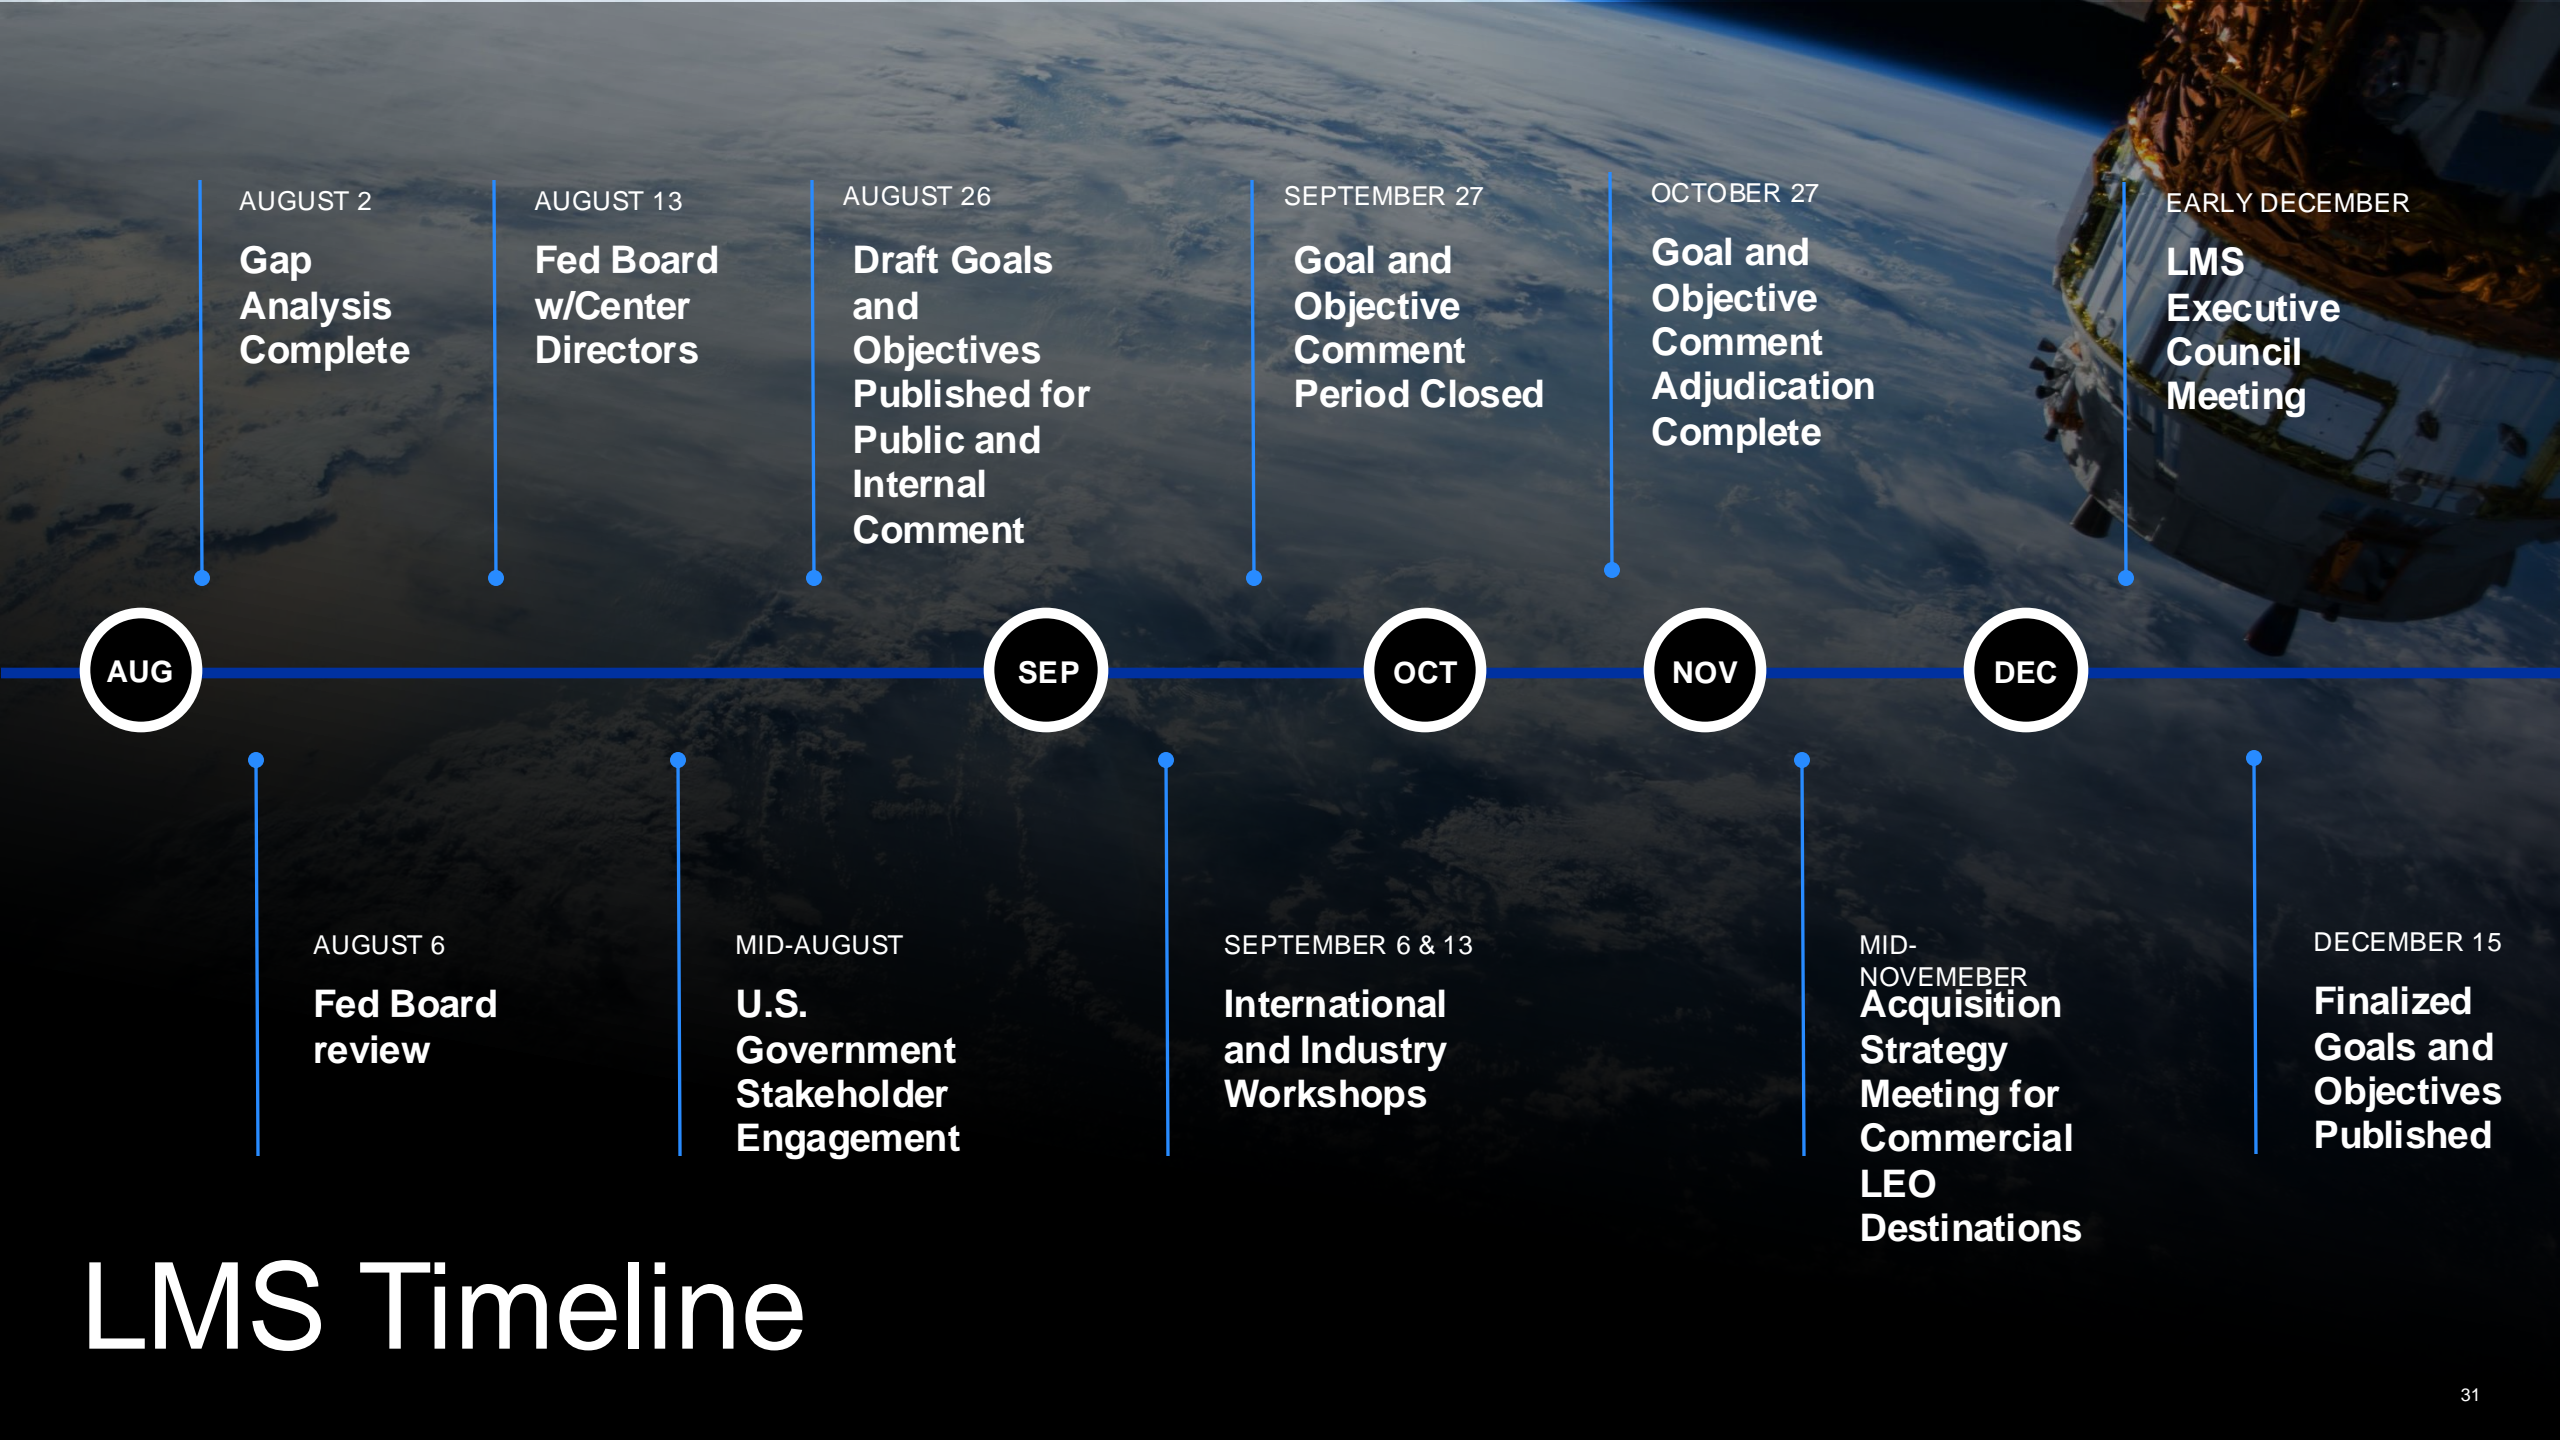 AUGUST 2
Gap
Analysis
Complete
AUGUST 13
Fed Board
w/Center
Directors
AUGUST 26
Draft Goals
and
Objectives
Published for
Public and
Internal
Comment
SEPTEMBER 27
Goal and
Objective
Comment
Period Closed
OCTOBER 27
Goal and
Objective
Comment
Adjudication
Complete
EARLY DECEMBER
LMS
Executive
Council
Meeting
AUG
SEP
OCT
NOV
DEC
AUGUST 6
Fed Board
review
MID-AUGUST
U.S.
Government
Stakeholder
Engagement
SEPTEMBER 6 & 13
International
and Industry
Workshops
MID-
NOVEMEBER
Acquisition
Strategy
Meeting for
Commercial
LEO
Destinations
DECEMBER 15
Finalized
Goals and
Objectives
Published
LMS Timeline
31